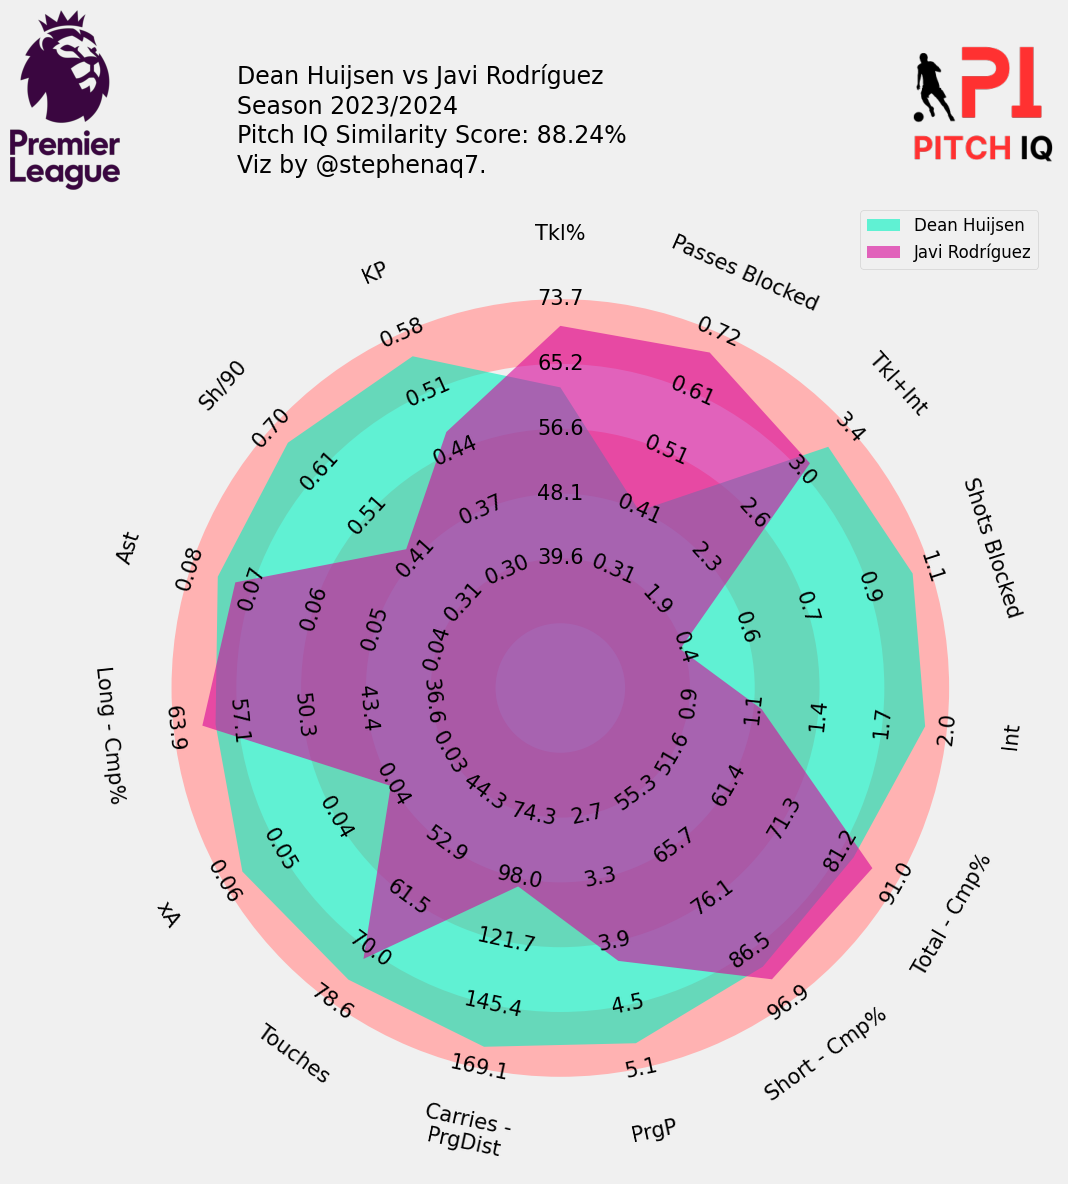 Premier
League
Dean Huijsen vs Javi Rodríguez
Season 2023/2024
Pitch IQ Similarity Score: 88.24%
Viz by @stephenaq7.
PI
PITCH IQ
Dean Huijsen
Javi Rodríguez
Tkl%
39.6
48.1
56.6
65.2
73.7
Passes Blocked
0.31
0.41
0.51
0.61
0.72
Tkl+Int
1.9
2.3
2.6
3.0
3.4
Shots Blocked
0.4
0.6
0.7
0.9
1.1
Int
0.9
1.1
1.4
1.7
2.0
Total - Cmp%
51.6
61.4
71.3
81.2
91.0
Short - Cmp%
55.3
65.7
76.1
86.5
96.9
PrgP
2.7
3.3
3.9
4.5
5.1
Carries -
PrgDist
74.3
98.0
121.7
145.4
169.1
Touches
44.3
52.9
61.5
70.0
78.6
xA
0.03
0.04
0.04
0.05
0.06
Long - Cmp%
36.6
43.4
50.3
57.1
63.9
Ast
0.04
0.05
0.06
0.07
0.08
Sh/90
0.31
0.41
0.51
0.61
0.70
KP
0.30
0.37
0.44
0.51
0.58